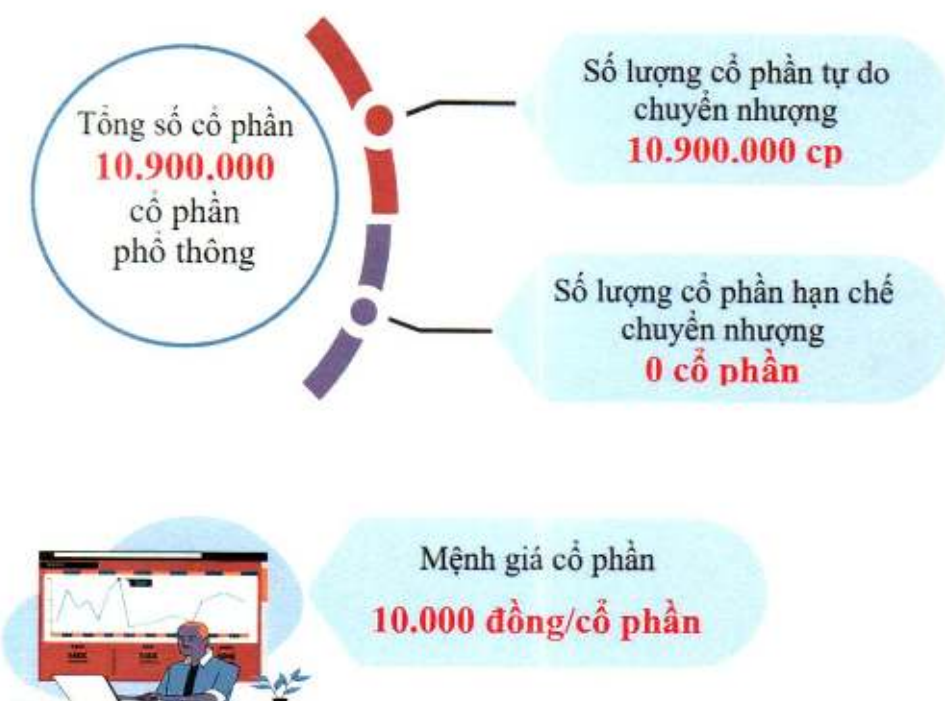 Tổng số cổ phần
10.900.000
cổ phần
phổ thông
Số lượng cổ phần tự do
chuyển nhượng
10.900.000 cp
Số lượng cổ phần hạn chế
chuyển nhượng
0 cổ phần
Mệnh giá cổ phần
10.000 đồng/cổ phần